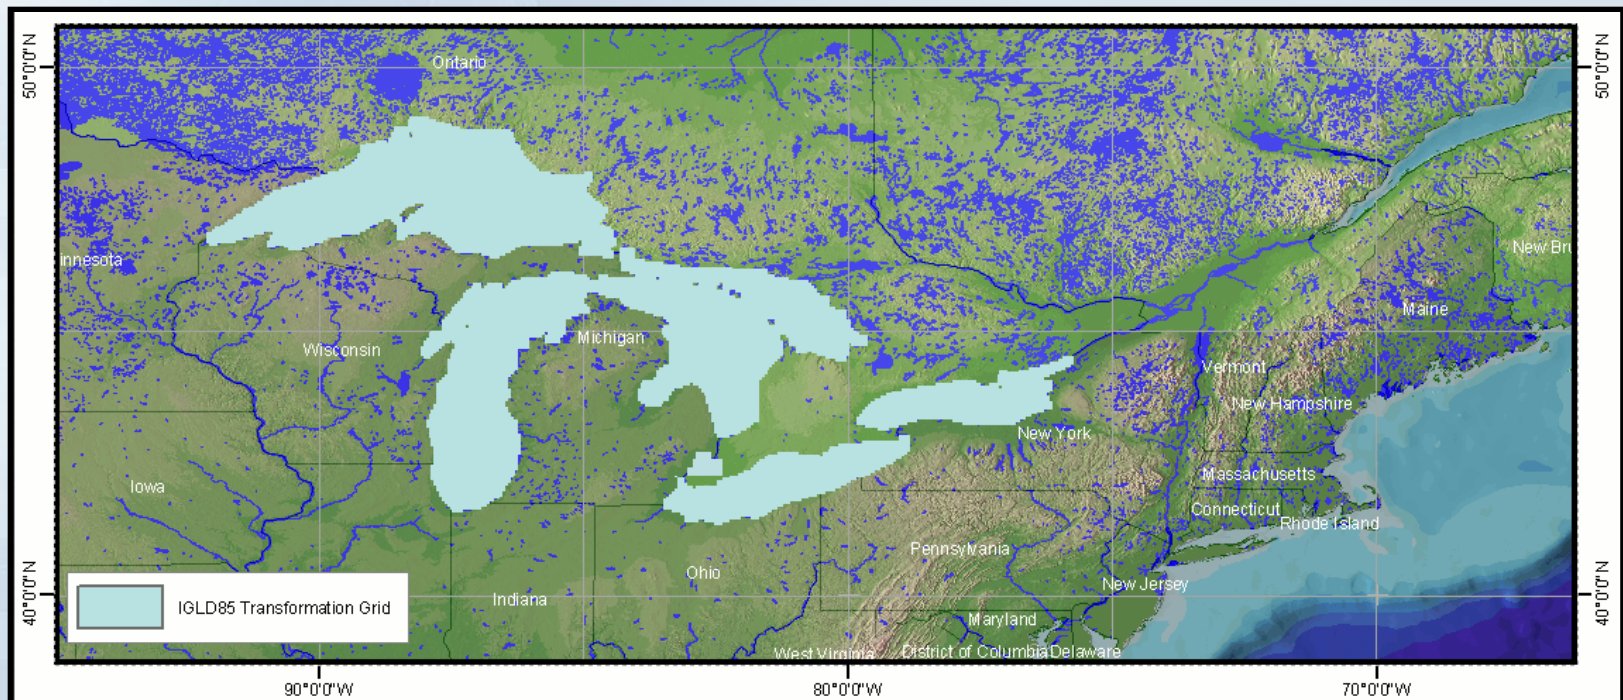 50°0'0"N
50°0'0"N
Ontario
innesota
New Bru
Maine
Wisconsin
Michigan
Vermont
New Hampshire
New York
Massachusetts
Iowa
Connecticut
Rhode Island
Pennsylvania
Ohio
New Jersey
40°0'0"N
40°0'0"N
IGLD85 Transformation Grid
Indiana
Maryland
West Virginia
District of Columbia
Delaware
90°0'0"W
80°0'0"W
70°0'0"W